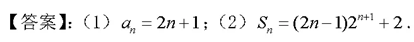 【答案】:（1）aₙ = 2n+1；（2）Sₙ = (2n−1)2ⁿ⁺¹ + 2．